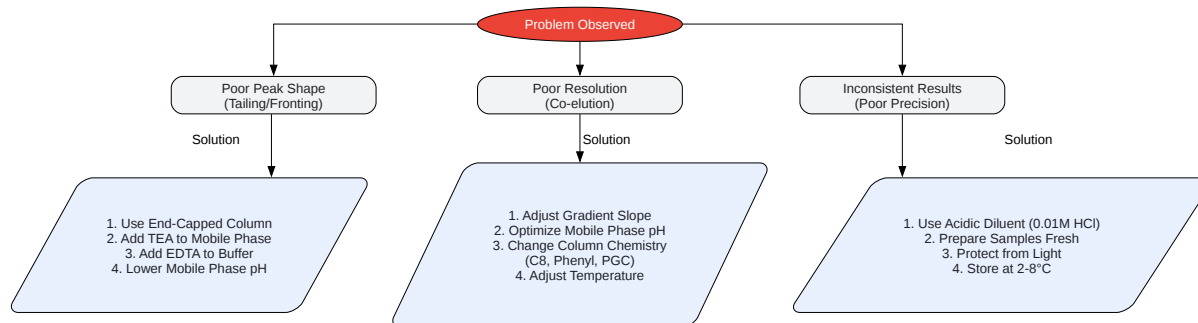 Problem Observed
Poor Peak Shape
(Tailing/Fronting)
Poor Resolution
(Co-elution)
Inconsistent Results
(Poor Precision)
Solution
Solution
Solution
1. Use End-Capped Column
2. Add TEA to Mobile Phase
3. Add EDTA to Buffer
4. Lower Mobile Phase pH
1. Adjust Gradient Slope
2. Optimize Mobile Phase pH
3. Change Column Chemistry
(C8, Phenyl, PGC)
4. Adjust Temperature
1. Use Acidic Diluent (0.01M HCl)
2. Prepare Samples Fresh
3. Protect from Light
4. Store at 2-8°C